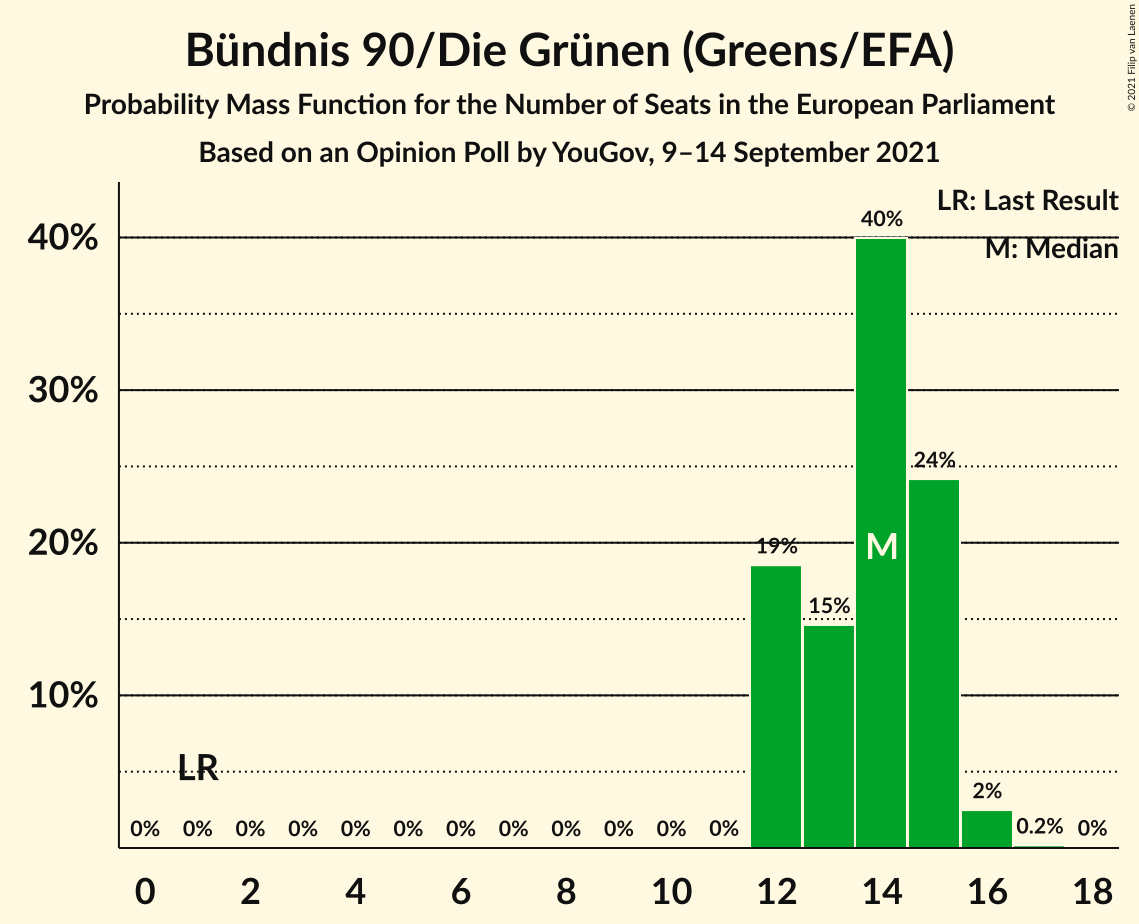 Bündnis 90/Die Grünen (Greens/EFA)
Probability Mass Function for the Number of Seats in the European Parliament
Based on an Opinion Poll by YouGov, 9–14 September 2021
© 2021 Filip van Laenen
LR: Last Result
M: Median
40%
30%
20%
10%
40%
24%
19%
15%
M
LR
2%
0% 0% 0% 0% 0% 0% 0% 0% 0% 0% 0% 0% 0.2% 0%
0 2 4 6 8 10 12 14 16 18